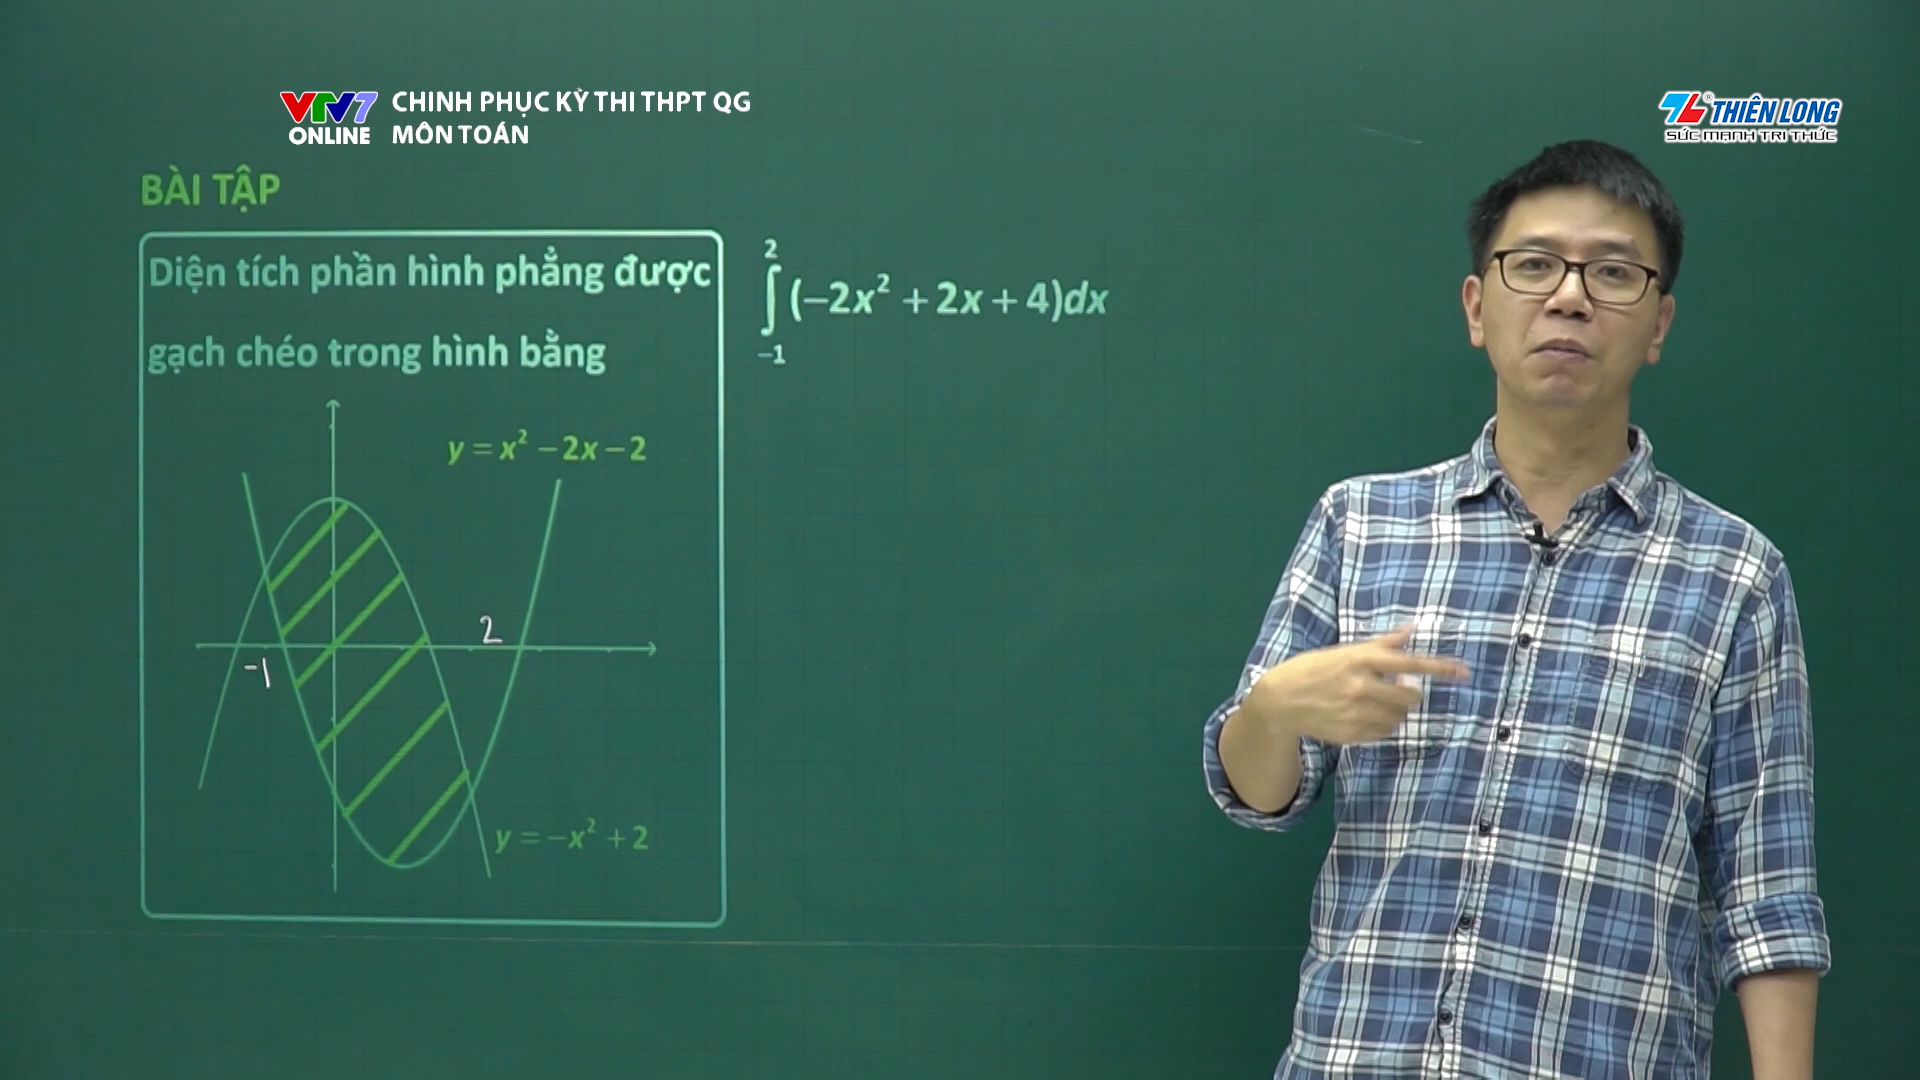 VTV7
ONLINE
CHINH PHỤC KỲ THI THPT QG
MÔN TOÁN
THIÊN LONG
SỨC MẠNH TRI THỨC
BÀI TẬP
Diện tích phần hình phẳng được
gạch chéo trong hình bằng
y = x² − 2x − 2
2
-1
y = −x² + 2
∫₋₁² (−2x² + 2x + 4)dx